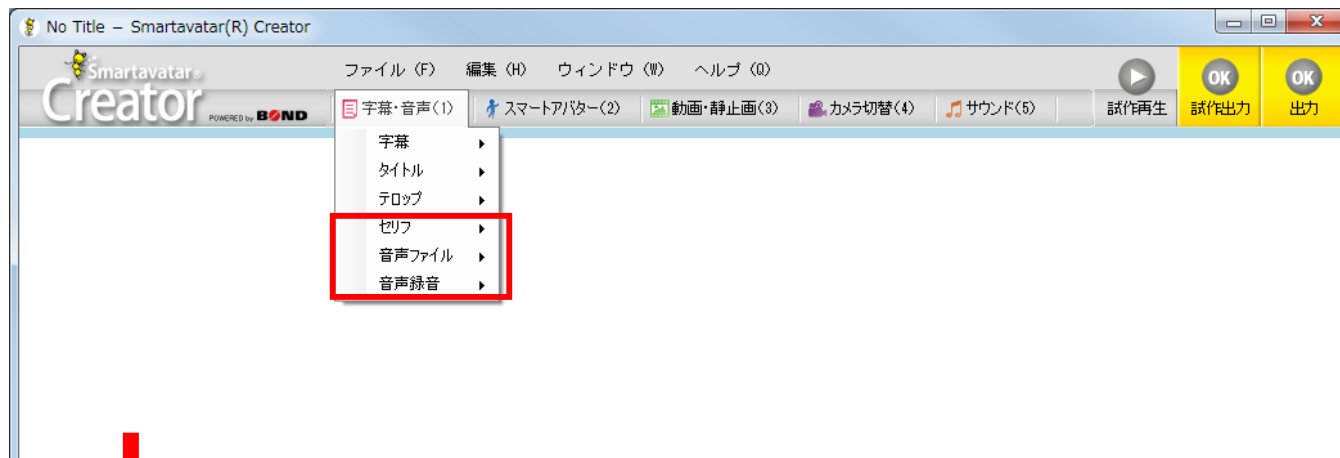 No Title – Smartavatar(R) Creator
Smartavatar®
Creator
POWERED by BOND
ファイル (F) 編集 (H) ウィンドウ (W) ヘルプ (Q)
字幕・音声(1) スマートアバター(2) 動画・静止画(3) カメラ切替(4) サウンド(5)
試作再生
OK
試作出力
OK
出力
字幕
タイトル
テロップ
セリフ
音声ファイル
音声録音